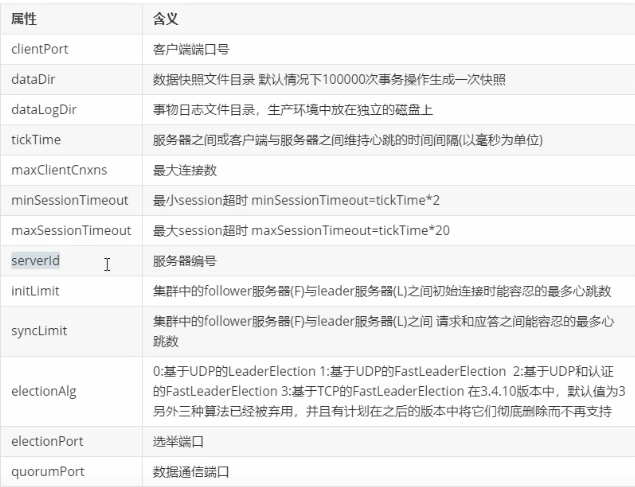 属性 含义
clientPort 客户端端口号
dataDir 数据快照文件目录 默认情况下100000次事务操作生成一次快照
dataLogDir 事物日志文件目录，生产环境中放在独立的磁盘上
tickTime 服务器之间或客户端与服务器之间维持心跳的时间间隔(以毫秒为单位)
maxClientCnxns 最大连接数
minSessionTimeout 最小session超时 minSessionTimeout=tickTime*2
maxSessionTimeout 最大session超时 maxSessionTimeout=tickTime*20
serverId 服务器编号
initLimit 集群中的follower服务器(F)与leader服务器(L)之间初始连接时能容忍的最多心跳数
syncLimit 集群中的follower服务器(F)与leader服务器(L)之间 请求和应答之间能容忍的最多心
跳数
electionAlg 0:基于UDP的LeaderElection 1:基于UDP的FastLeaderElection 2:基于UDP和认证
的FastLeaderElection 3:基于TCP的FastLeaderElection 在3.4.10版本中，默认值为3
另外三种算法已经被弃用，并且有计划在之后的版本中将它们彻底删除而不再支持
electionPort 选举端口
quorumPort 数据通信端口